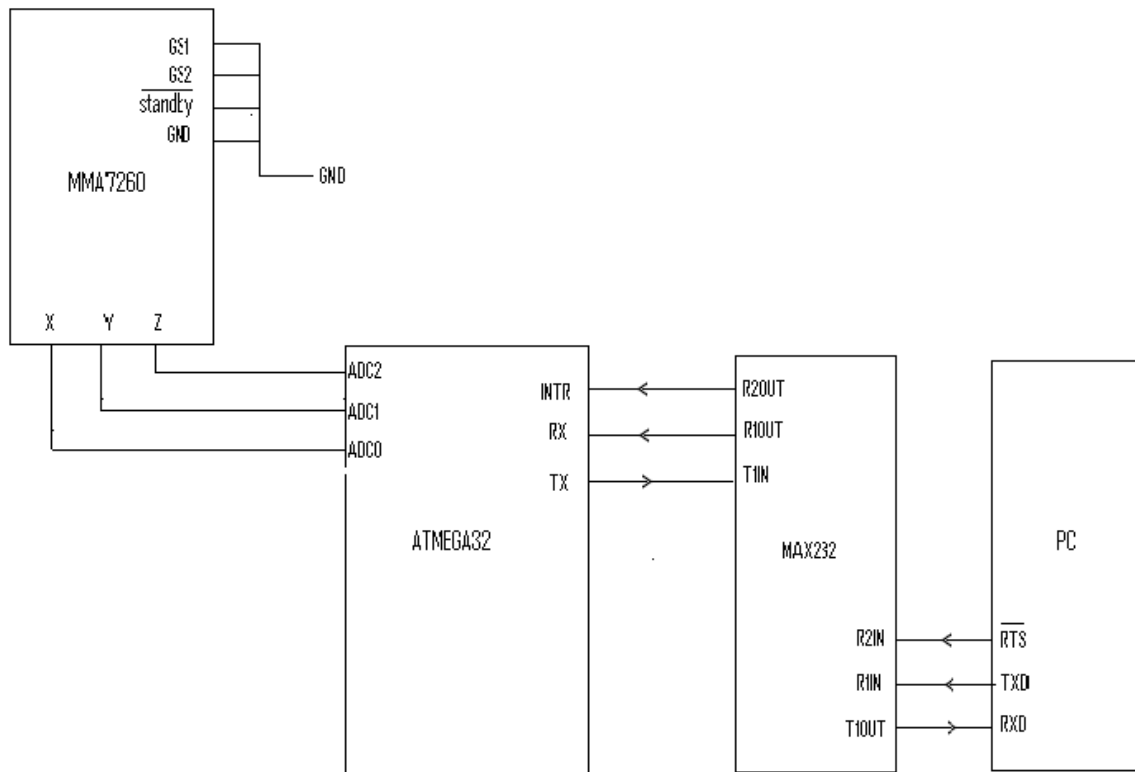 GS1
GS2
standby
GND
MMA7260
GND
X Y Z
ADC2
ADC1
ADC0
INTR
RX
TX
ATMEGA32
R2OUT
R1OUT
T1IN
MAX232
R2IN
R1IN
T1OUT
PC
RTS
TXD
RXD